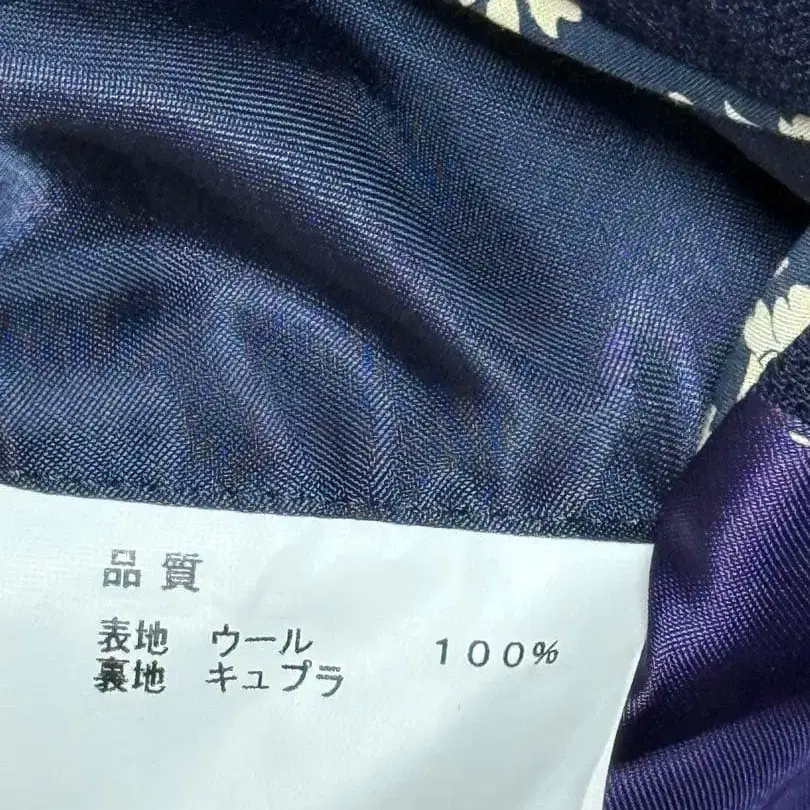 品質
表地 ウール 100%
裏地 キュプラ